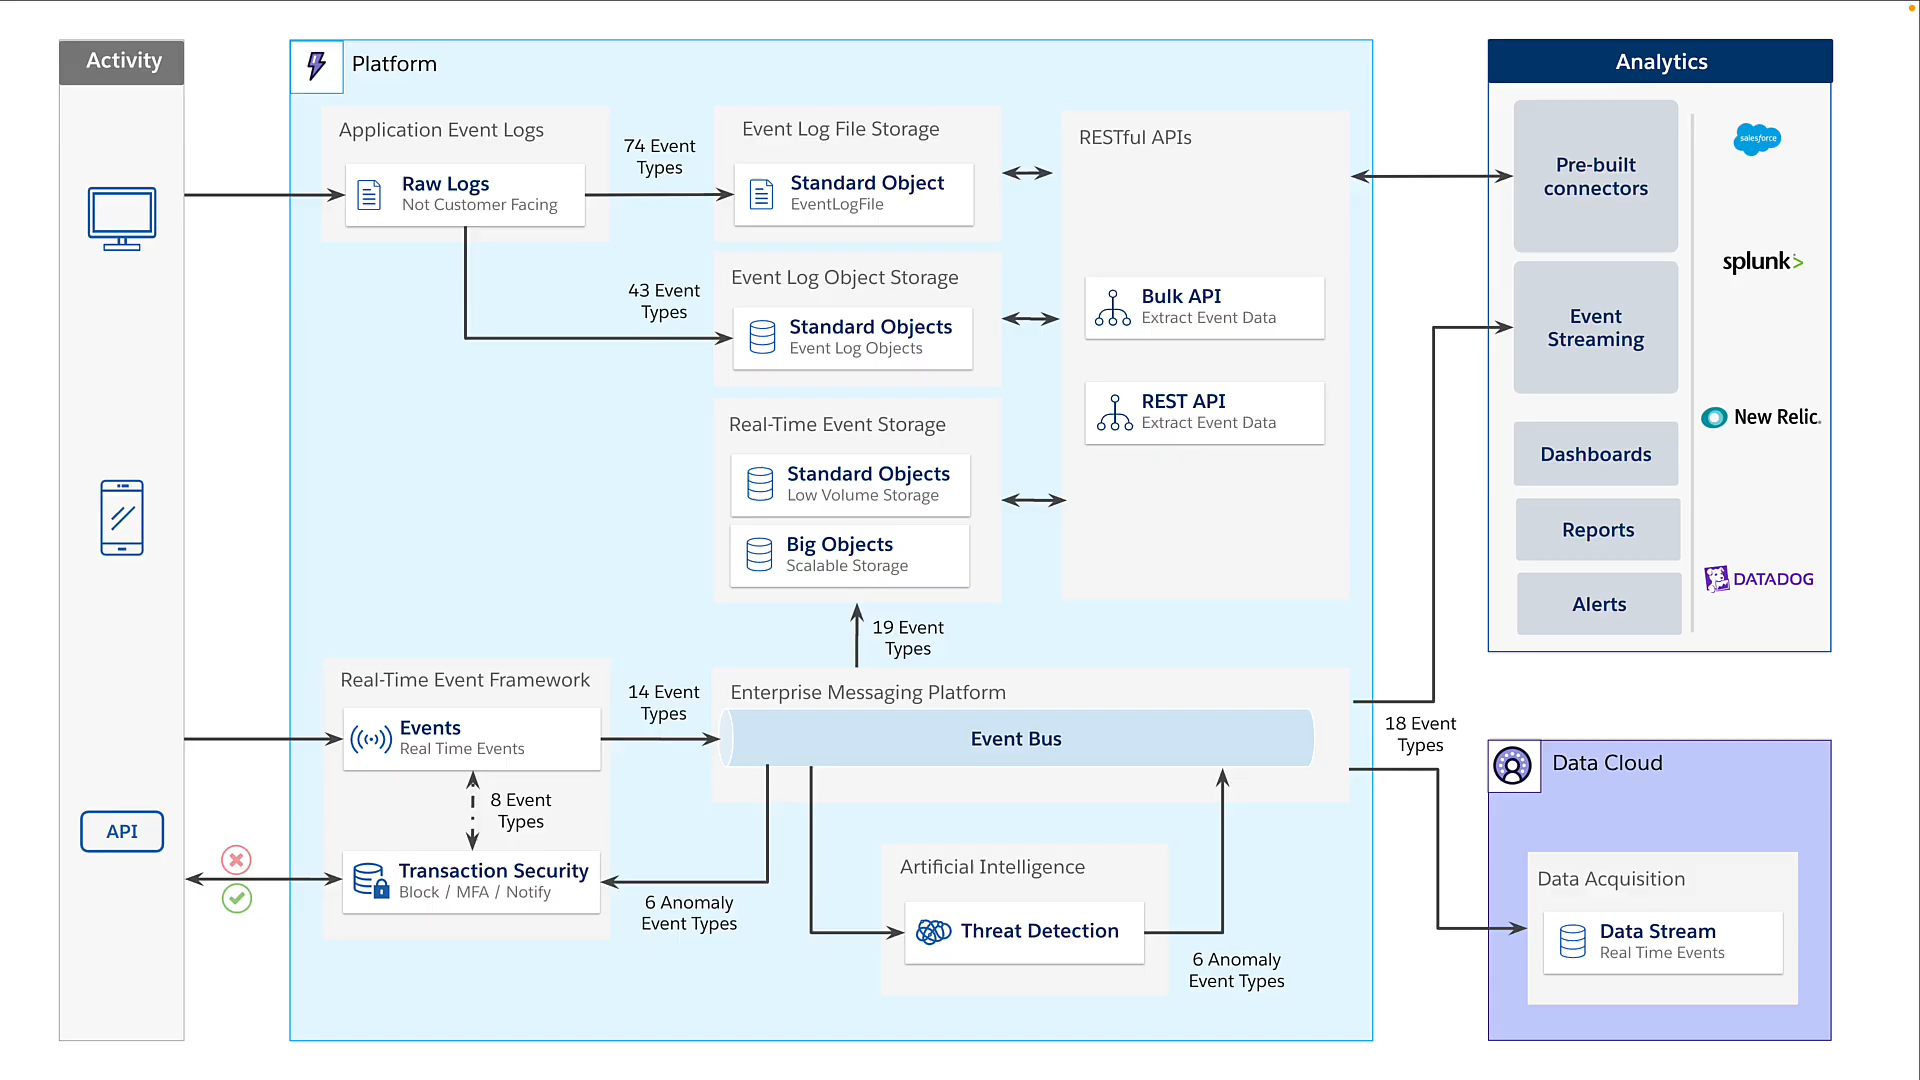 Activity
Platform
Analytics
Application Event Logs
Raw Logs
Not Customer Facing
74 Event
Types
Event Log File Storage
Standard Object
EventLogFile
RESTful APIs
Pre-built
connectors
salesforce
43 Event
Types
Event Log Object Storage
Standard Objects
Event Log Objects
Bulk API
Extract Event Data
splunk>
Event
Streaming
Real-Time Event Storage
Standard Objects
Low Volume Storage
Big Objects
Scalable Storage
REST API
Extract Event Data
New Relic.
Dashboards
Reports
Alerts
DATADOG
19 Event
Types
Real-Time Event Framework
Events
Real Time Events
14 Event
Types
Enterprise Messaging Platform
Event Bus
18 Event
Types
Data Cloud
8 Event
Types
API
Transaction Security
Block / MFA / Notify
6 Anomaly
Event Types
Artificial Intelligence
Threat Detection
6 Anomaly
Event Types
Data Acquisition
Data Stream
Real Time Events